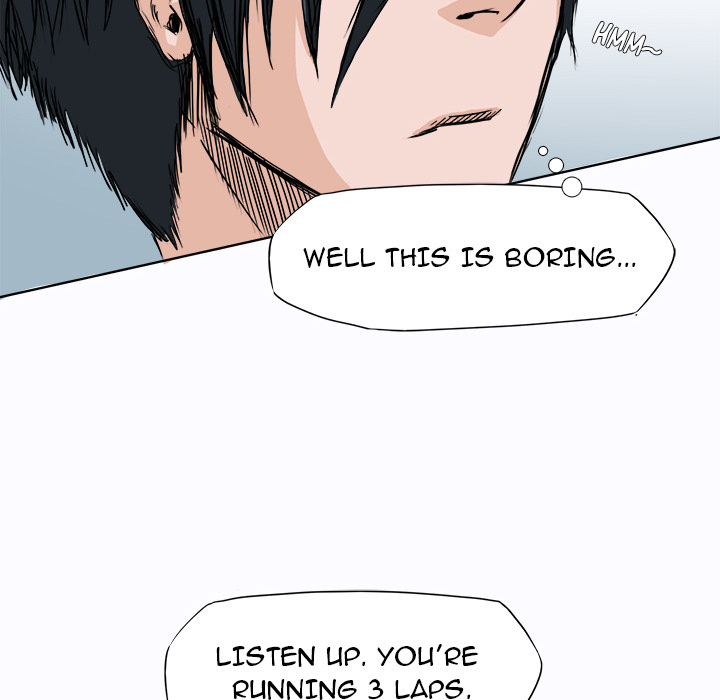 HMM~
WELL THIS IS BORING...
LISTEN UP. YOU'RE
RUNNING 3 LAPS.